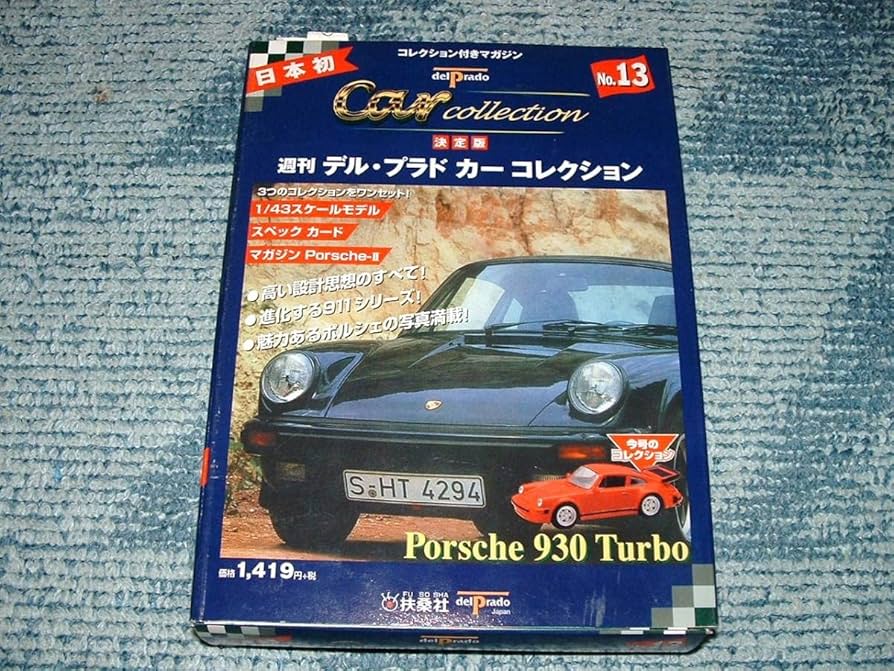 日本初
コレクション付きマガジン
No.13
delPrado
Car collection
決定版
週刊 デル・プラド カー コレクション
3つのコレクションをワンセット!
1/43スケールモデル
スペック カード
マガジン Porsche-II
●高い設計思想のすべて!
●進化する911シリーズ!
●魅力あるポルシェの写真満載!
今号の
コレクション
S-HT 4294
Porsche 930 Turbo
価格1,419円+税
FU SO SHA
扶桑社
delPrado
Japan
delPrado